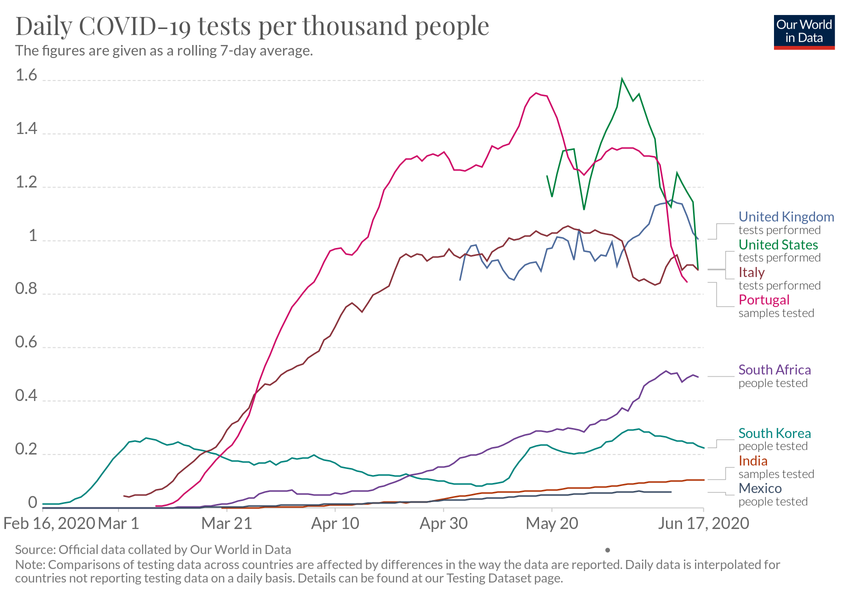 Daily COVID-19 tests per thousand people
The figures are given as a rolling 7-day average.
Our World
in Data
1.6
1.4
1.2
1
0.8
0.6
0.4
0.2
0
Feb 16, 2020 Mar 1 Mar 21 Apr 10 Apr 30 May 20 Jun 17, 2020
United Kingdom
tests performed
United States
tests performed
Italy
tests performed
Portugal
samples tested
South Africa
people tested
South Korea
people tested
India
samples tested
Mexico
people tested
Source: Official data collated by Our World in Data
Note: Comparisons of testing data across countries are affected by differences in the way the data are reported. Daily data is interpolated for
countries not reporting testing data on a daily basis. Details can be found at our Testing Dataset page.